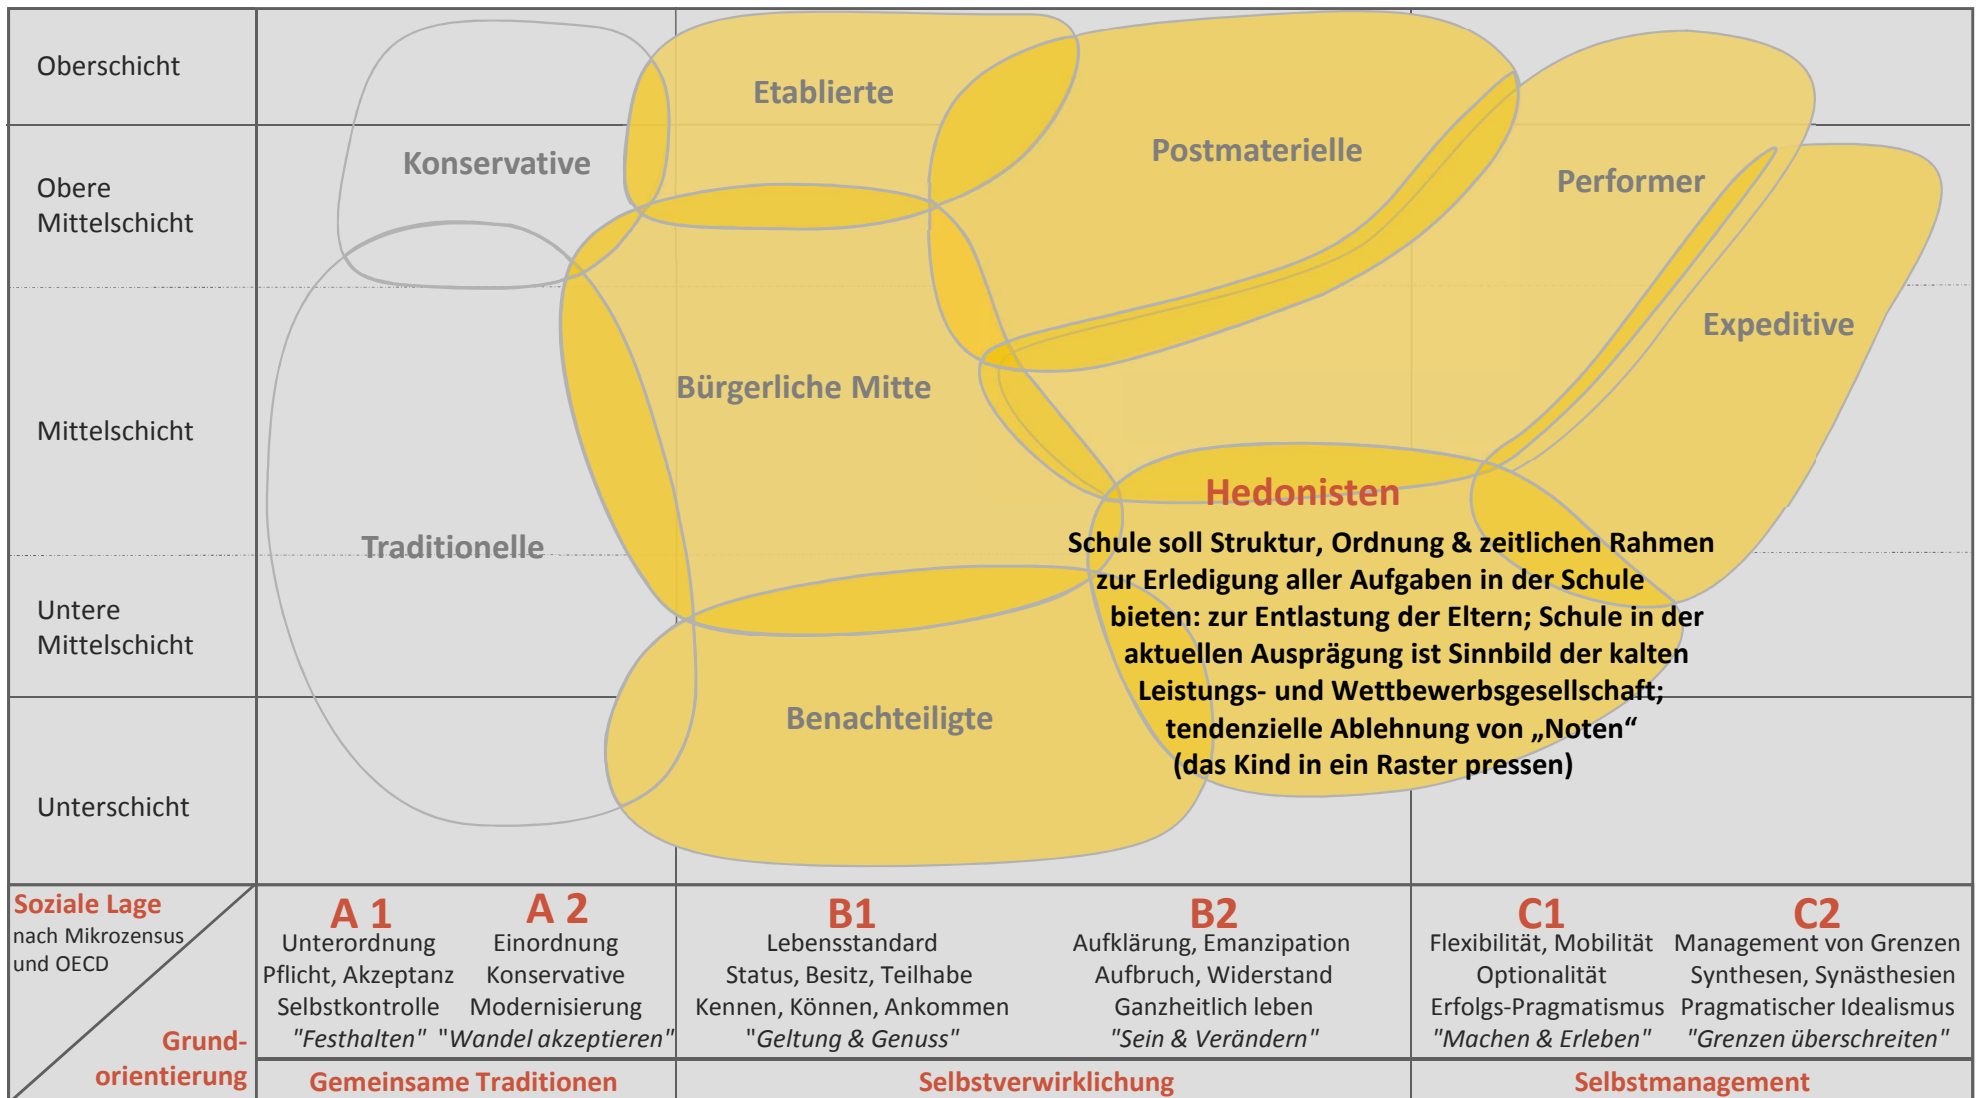 Oberschicht
Obere
Mittelschicht
Mittelschicht
Untere
Mittelschicht
Unterschicht
Etablierte
Konservative
Postmaterielle
Performer
Expeditive
Bürgerliche Mitte
Traditionelle
Benachteiligte
Hedonisten
Schule soll Struktur, Ordnung & zeitlichen Rahmen
zur Erledigung aller Aufgaben in der Schule
bieten: zur Entlastung der Eltern; Schule in der
aktuellen Ausprägung ist Sinnbild der kalten
Leistungs- und Wettbewerbsgesellschaft;
tendenzielle Ablehnung von „Noten“
(das Kind in ein Raster pressen)
Soziale Lage
nach Mikrozensus
und OECD
Grund-
orientierung
A 1
Unterordnung
Pflicht, Akzeptanz
Selbstkontrolle
"Festhalten"
A 2
Einordnung
Konservative
Modernisierung
"Wandel akzeptieren"
B1
Lebensstandard
Status, Besitz, Teilhabe
Kennen, Können, Ankommen
"Geltung & Genuss"
B2
Aufklärung, Emanzipation
Aufbruch, Widerstand
Ganzheitlich leben
"Sein & Verändern"
C1
Flexibilität, Mobilität
Optionalität
Erfolgs-Pragmatismus
"Machen & Erleben"
C2
Management von Grenzen
Synthesen, Synästhesien
Pragmatischer Idealismus
"Grenzen überschreiten"
Gemeinsame Traditionen
Selbstverwirklichung
Selbstmanagement